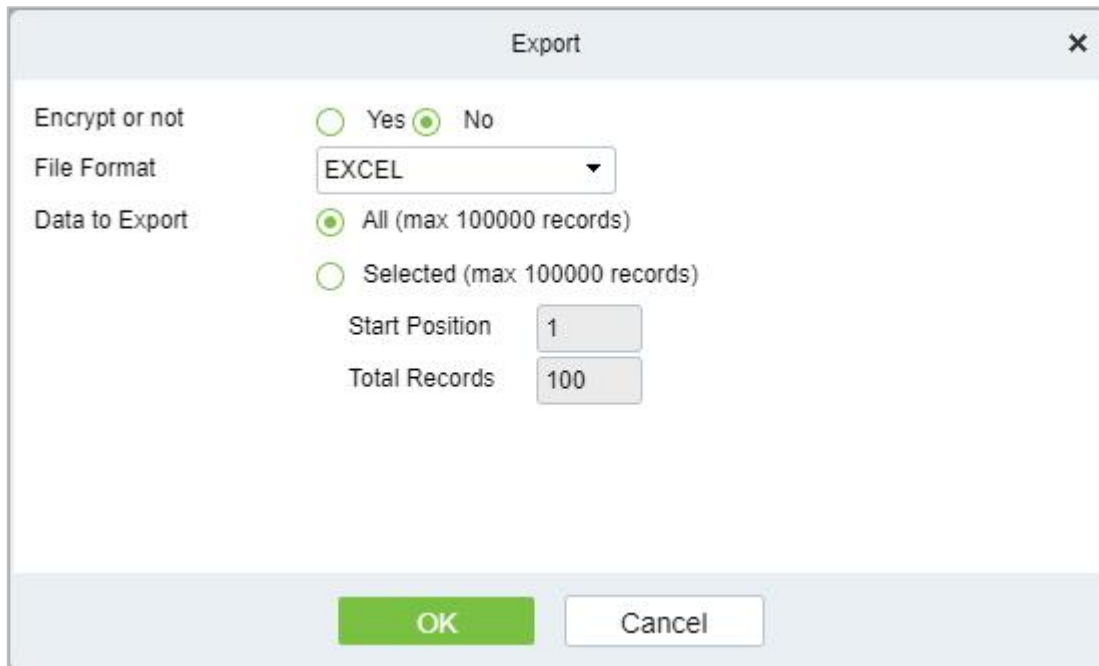 Export
Encrypt or not Yes No
File Format EXCEL
Data to Export All (max 100000 records)
Selected (max 100000 records)
Start Position 1
Total Records 100
OK Cancel